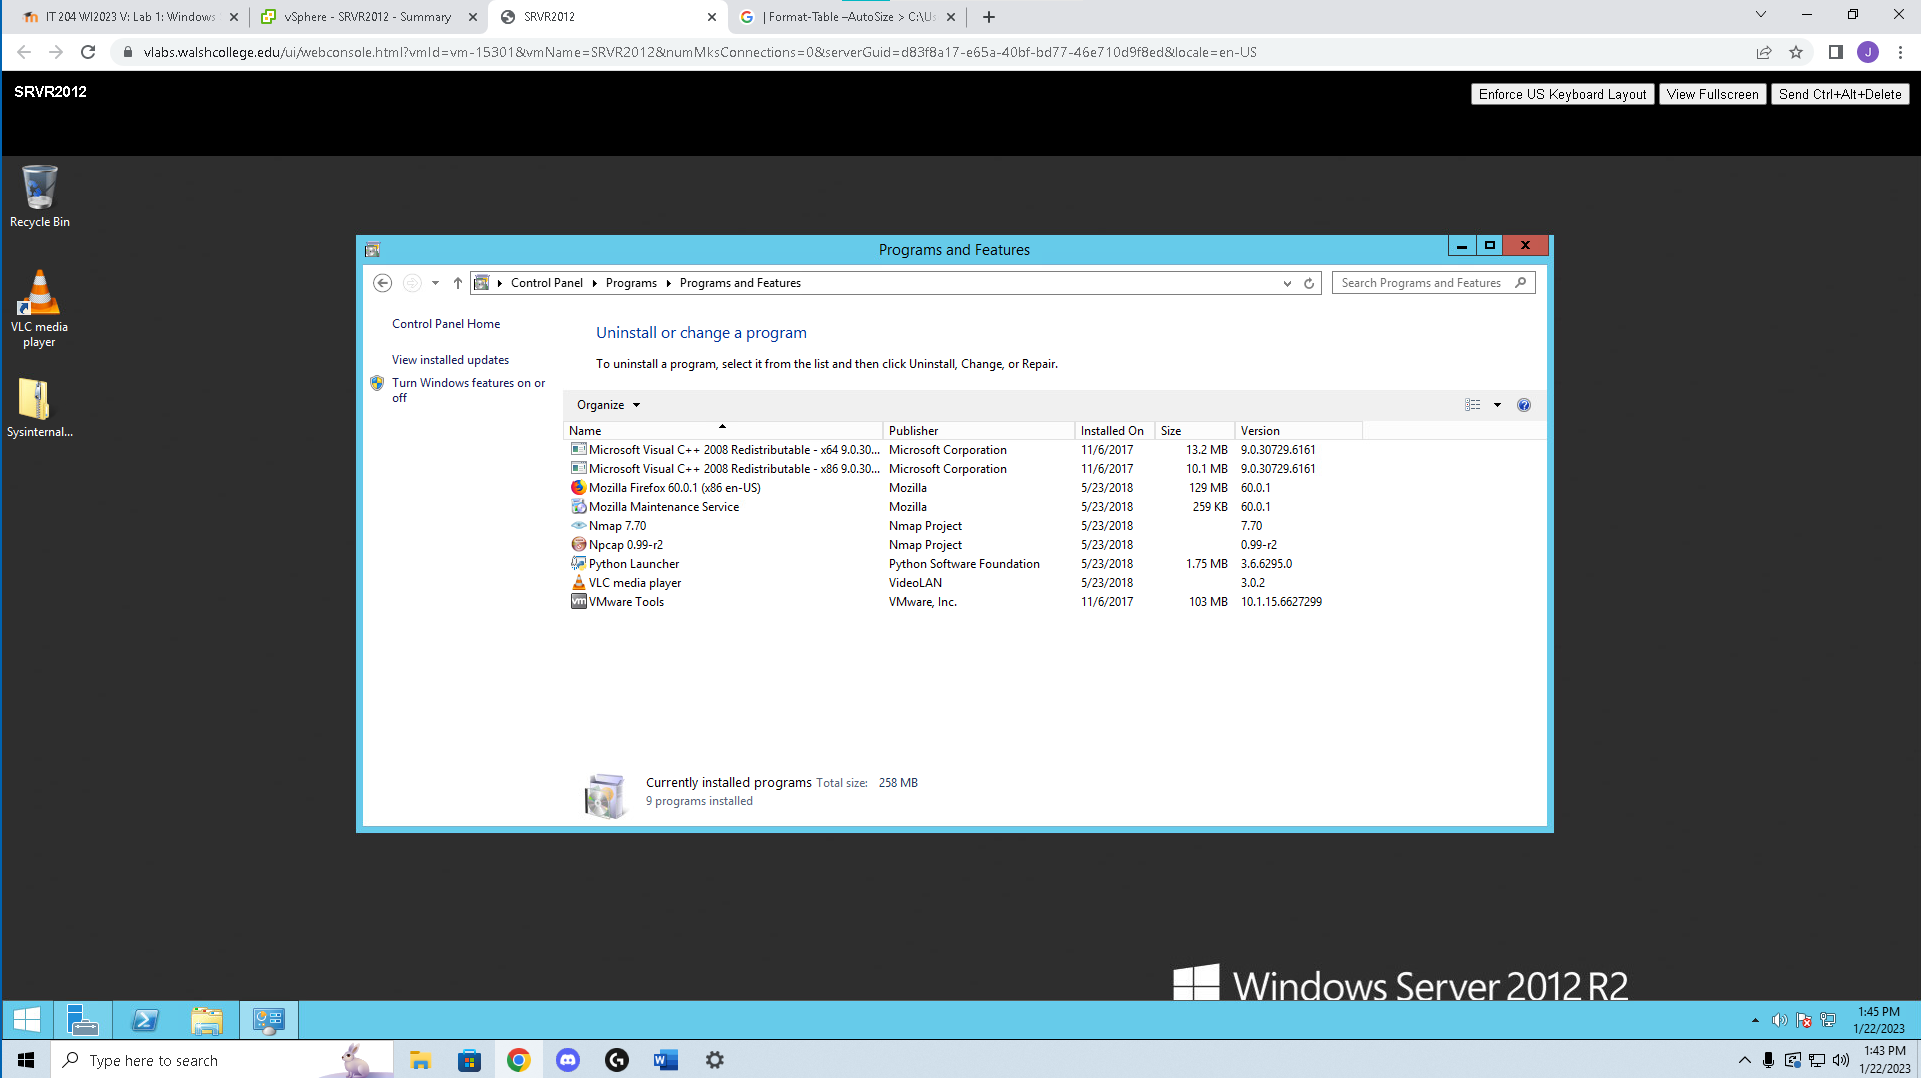 IT 204 WI2023 V: Lab 1: Windows
vSphere - SRVR2012 - Summary
SRVR2012
| Format-Table –AutoSize > C:\Us
vlabs.walshcollege.edu/ui/webconsole.html?vmId=vm-15301&vmName=SRVR2012&numMksConnections=0&serverGuid=d83f8a17-e65a-40bf-bd77-46e710d9f8ed&locale=en-US
J
SRVR2012
Enforce US Keyboard Layout View Fullscreen Send Ctrl+Alt+Delete
Recycle Bin
VLC media
player
Sysinternal...
Programs and Features
Control Panel Programs Programs and Features
Search Programs and Features
Control Panel Home
View installed updates
Turn Windows features on or
off
Uninstall or change a program
To uninstall a program, select it from the list and then click Uninstall, Change, or Repair.
Organize
Name Publisher Installed On Size Version
Microsoft Visual C++ 2008 Redistributable - x64 9.0.30... Microsoft Corporation 11/6/2017 13.2 MB 9.0.30729.6161
Microsoft Visual C++ 2008 Redistributable - x86 9.0.30... Microsoft Corporation 11/6/2017 10.1 MB 9.0.30729.6161
Mozilla Firefox 60.0.1 (x86 en-US) Mozilla 5/23/2018 129 MB 60.0.1
Mozilla Maintenance Service Mozilla 5/23/2018 259 KB 60.0.1
Nmap 7.70 Nmap Project 5/23/2018 7.70
Npcap 0.99-r2 Nmap Project 5/23/2018 0.99-r2
Python Launcher Python Software Foundation 5/23/2018 1.75 MB 3.6.6295.0
VLC media player VideoLAN 5/23/2018 3.0.2
VMware Tools VMware, Inc. 11/6/2017 103 MB 10.1.15.6627299
Currently installed programs Total size: 258 MB
9 programs installed
Windows Server 2012 R2
1:45 PM
1/22/2023
Type here to search
1:43 PM
1/22/2023